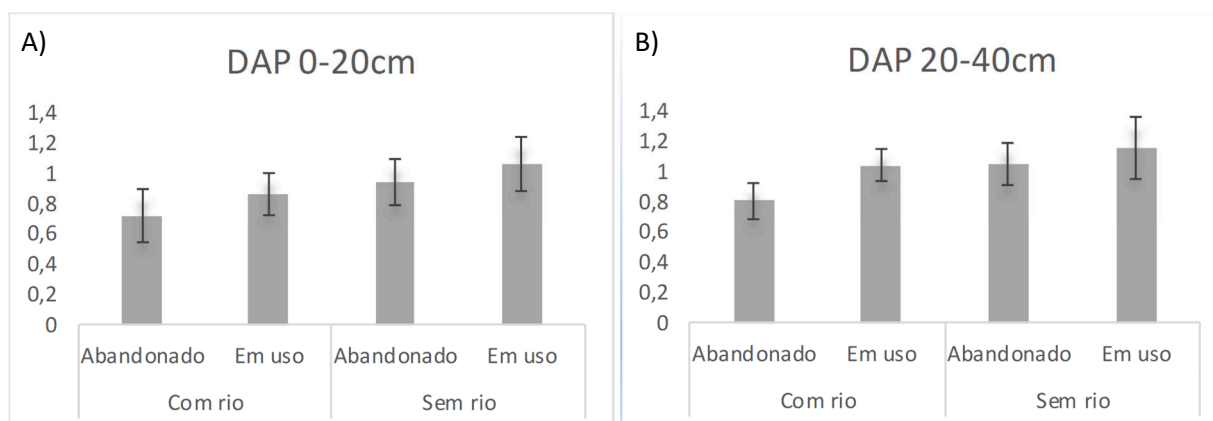 A)
DAP 0-20cm
1,4
1,2
1
0,8
0,6
0,4
0,2
0
Abandonado Em uso Abandonado Em uso
Com rio Sem rio
B)
DAP 20-40cm
1,4
1,2
1
0,8
0,6
0,4
0,2
0
Abandonado Em uso Abandonado Em uso
Com rio Sem rio